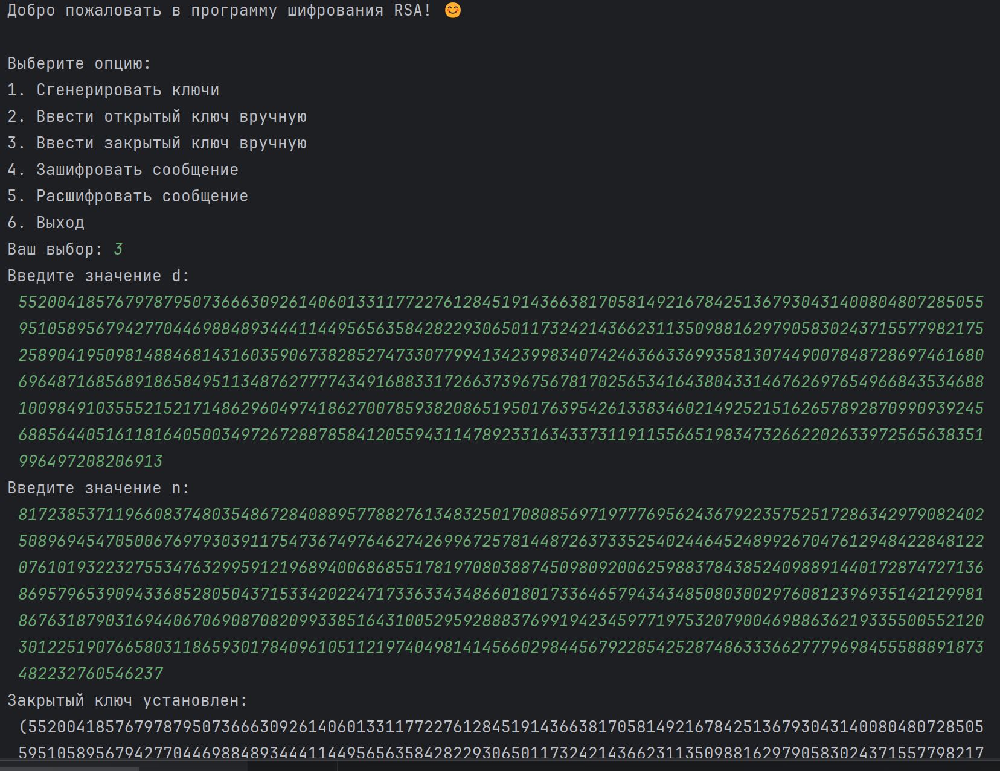 Добро пожаловать в программу шифрования RSA! 😊
Выберите опцию:
1. Сгенерировать ключи
2. Ввести открытый ключ вручную
3. Ввести закрытый ключ вручную
4. Зашифровать сообщение
5. Расшифровать сообщение
6. Выход
Ваш выбор: 3
Введите значение d:
5520041857679787950736663092614060133117722761284519143663817058149216784251367930431400804807285055
9510589567942770446988489344411449565635842822930650117324214366231135098816297905830243715577982175
2589041950981488468143160359067382852747330779941342399834074246366336993581307449007848728697461680
6964871685689186584951134876277774349168833172663739675678170256534164380433146762697654966843534688
1009849103555215217148629604974186270078593820865195017639542613383460214925215162657892870990939245
6885644051611816405003497267288785841205594311478923316343373119115566519834732662202633972565638351
996497208206913
Введите значение n:
8172385371196608374803548672840889577882761348325017080856971977769562436792235752517286342979082402
5089694547050067697930391175473674976462742699672578144872637335254024464524899267047612948422848122
0761019322327553476329959121968940068685517819708038874509809200625988378438524098891440172874727136
8695796539094336852805043715334202247173363343486601801733646579434348508030029760812396935142129981
8676318790316944067069087082099338516431005295928883769919423459771975320790046988636219335500552120
3012251907665803118659301784096105112197404981414566029844567922854252874863336627779698455588891873
482232760546237
Закрытый ключ установлен:
(552004185767978795073666309261406013311772276128451914366381705814921678425136793043140080480728505
5951058956794277044698848934441144956563584282293065011732421436623113509881629790583024371557798217